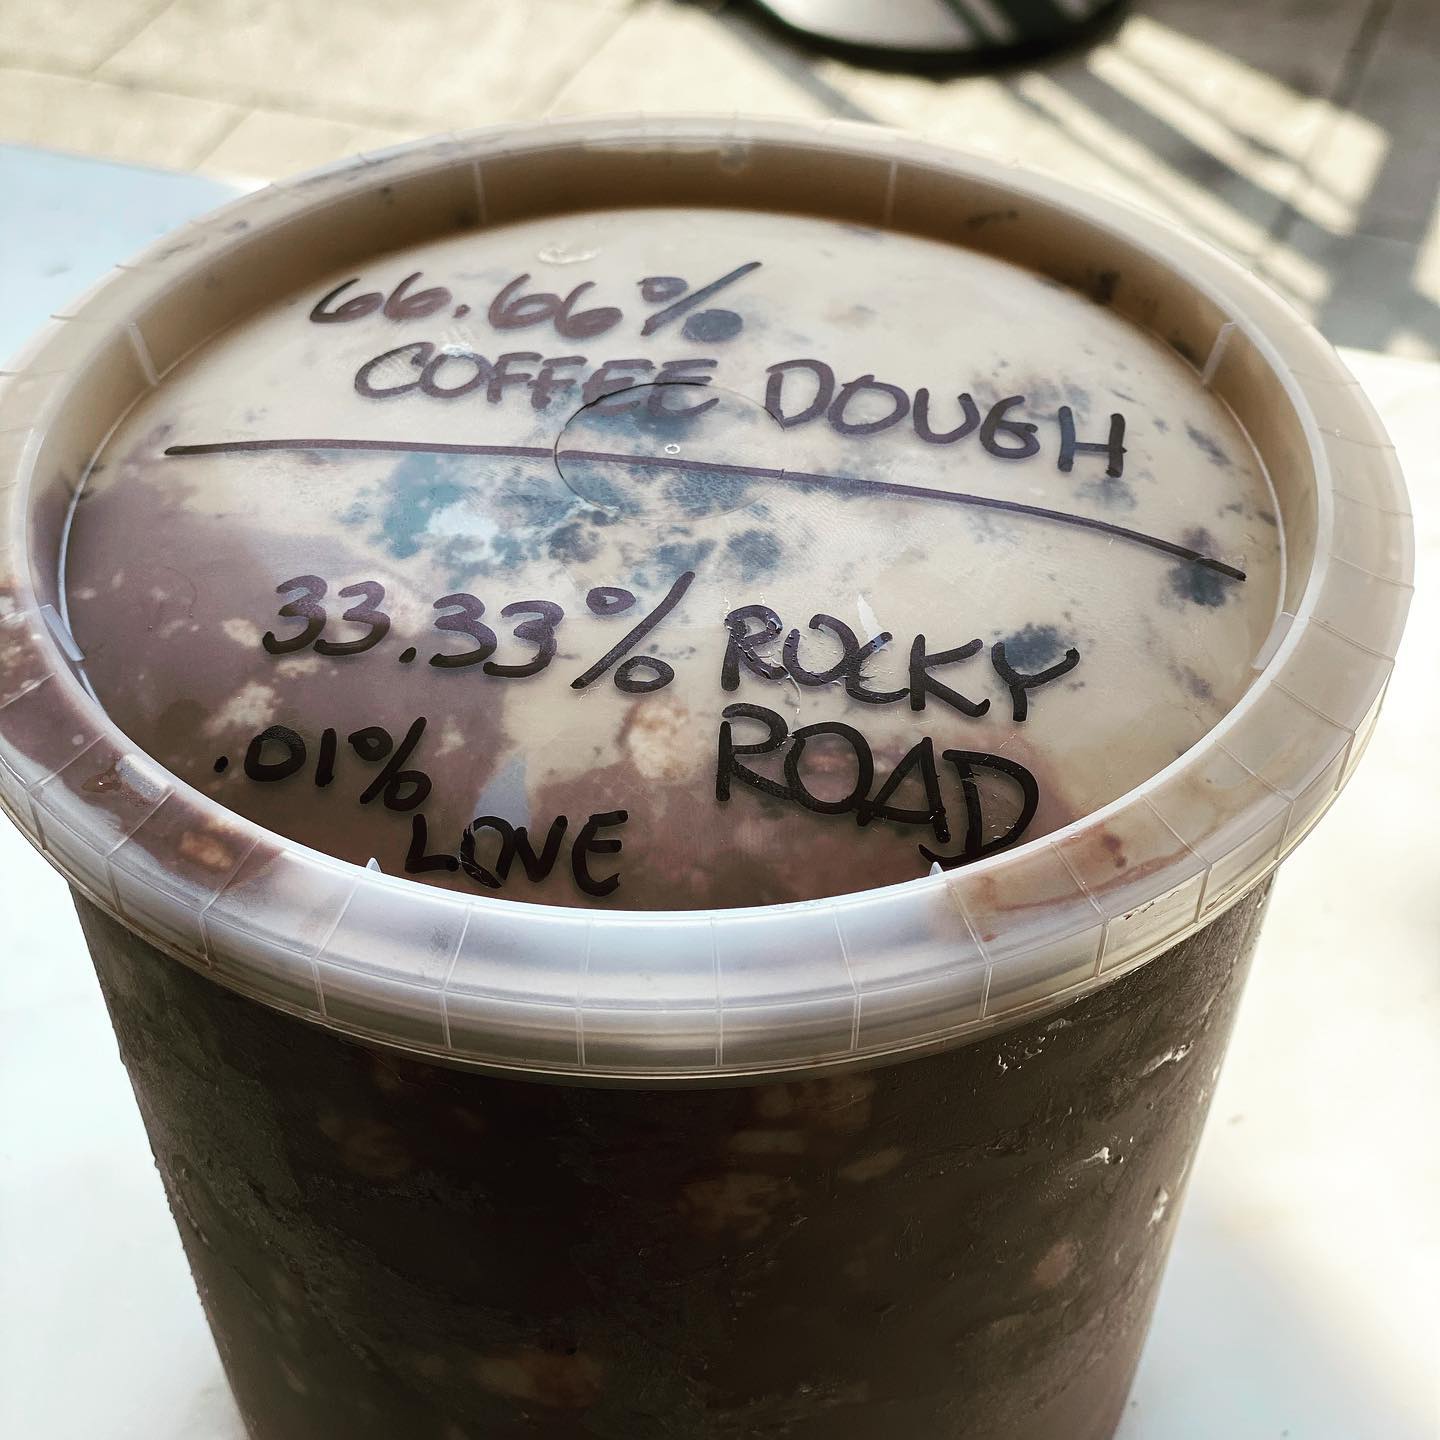 66.66%
COFFEE DOUGH
33.33% ROCKY
ROAD
.01%
LOVE